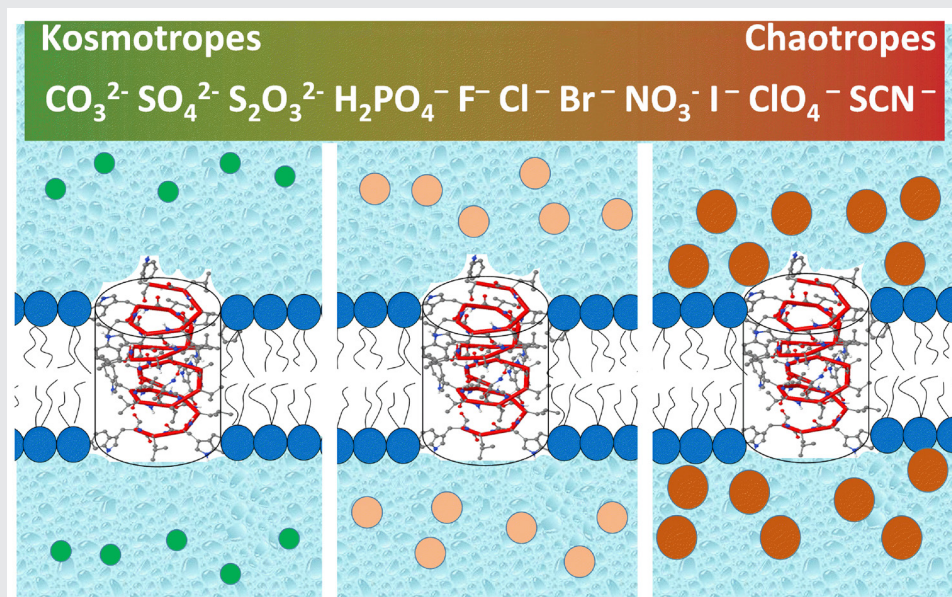 Kosmotropes Chaotropes
CO₃²⁻ SO₄²⁻ S₂O₃²⁻ H₂PO₄⁻ F⁻ Cl⁻ Br⁻ NO₃⁻ I⁻ ClO₄⁻ SCN⁻